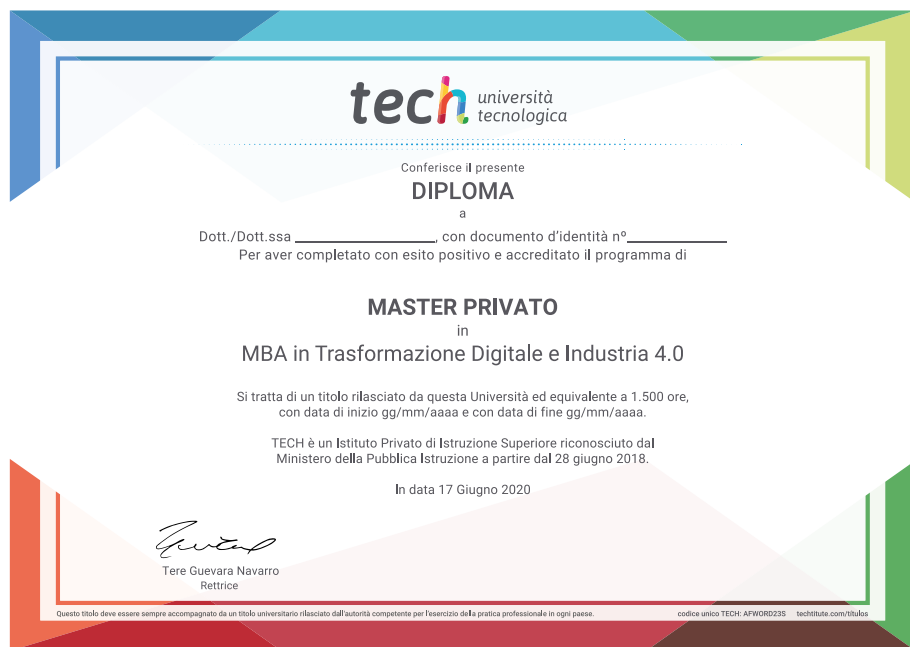 tech università
tecnologica
Conferisce il presente
DIPLOMA
a
Dott./Dott.ssa ________________, con documento d'identità nº____________
Per aver completato con esito positivo e accreditato il programma di
MASTER PRIVATO
in
MBA in Trasformazione Digitale e Industria 4.0
Si tratta di un titolo rilasciato da questa Università ed equivalente a 1.500 ore,
con data di inizio gg/mm/aaaa e con data di fine gg/mm/aaaa.
TECH è un Istituto Privato di Istruzione Superiore riconosciuto dal
Ministero della Pubblica Istruzione a partire dal 28 giugno 2018.
In data 17 Giugno 2020
Tere Guevara Navarro
Rettrice
Questo titolo deve essere sempre accompagnato da un titolo universitario rilasciato dall'autorità competente per l'esercizio della pratica professionale in ogni paese. codice unico TECH: AFWORD23S techtitute.com/titulos